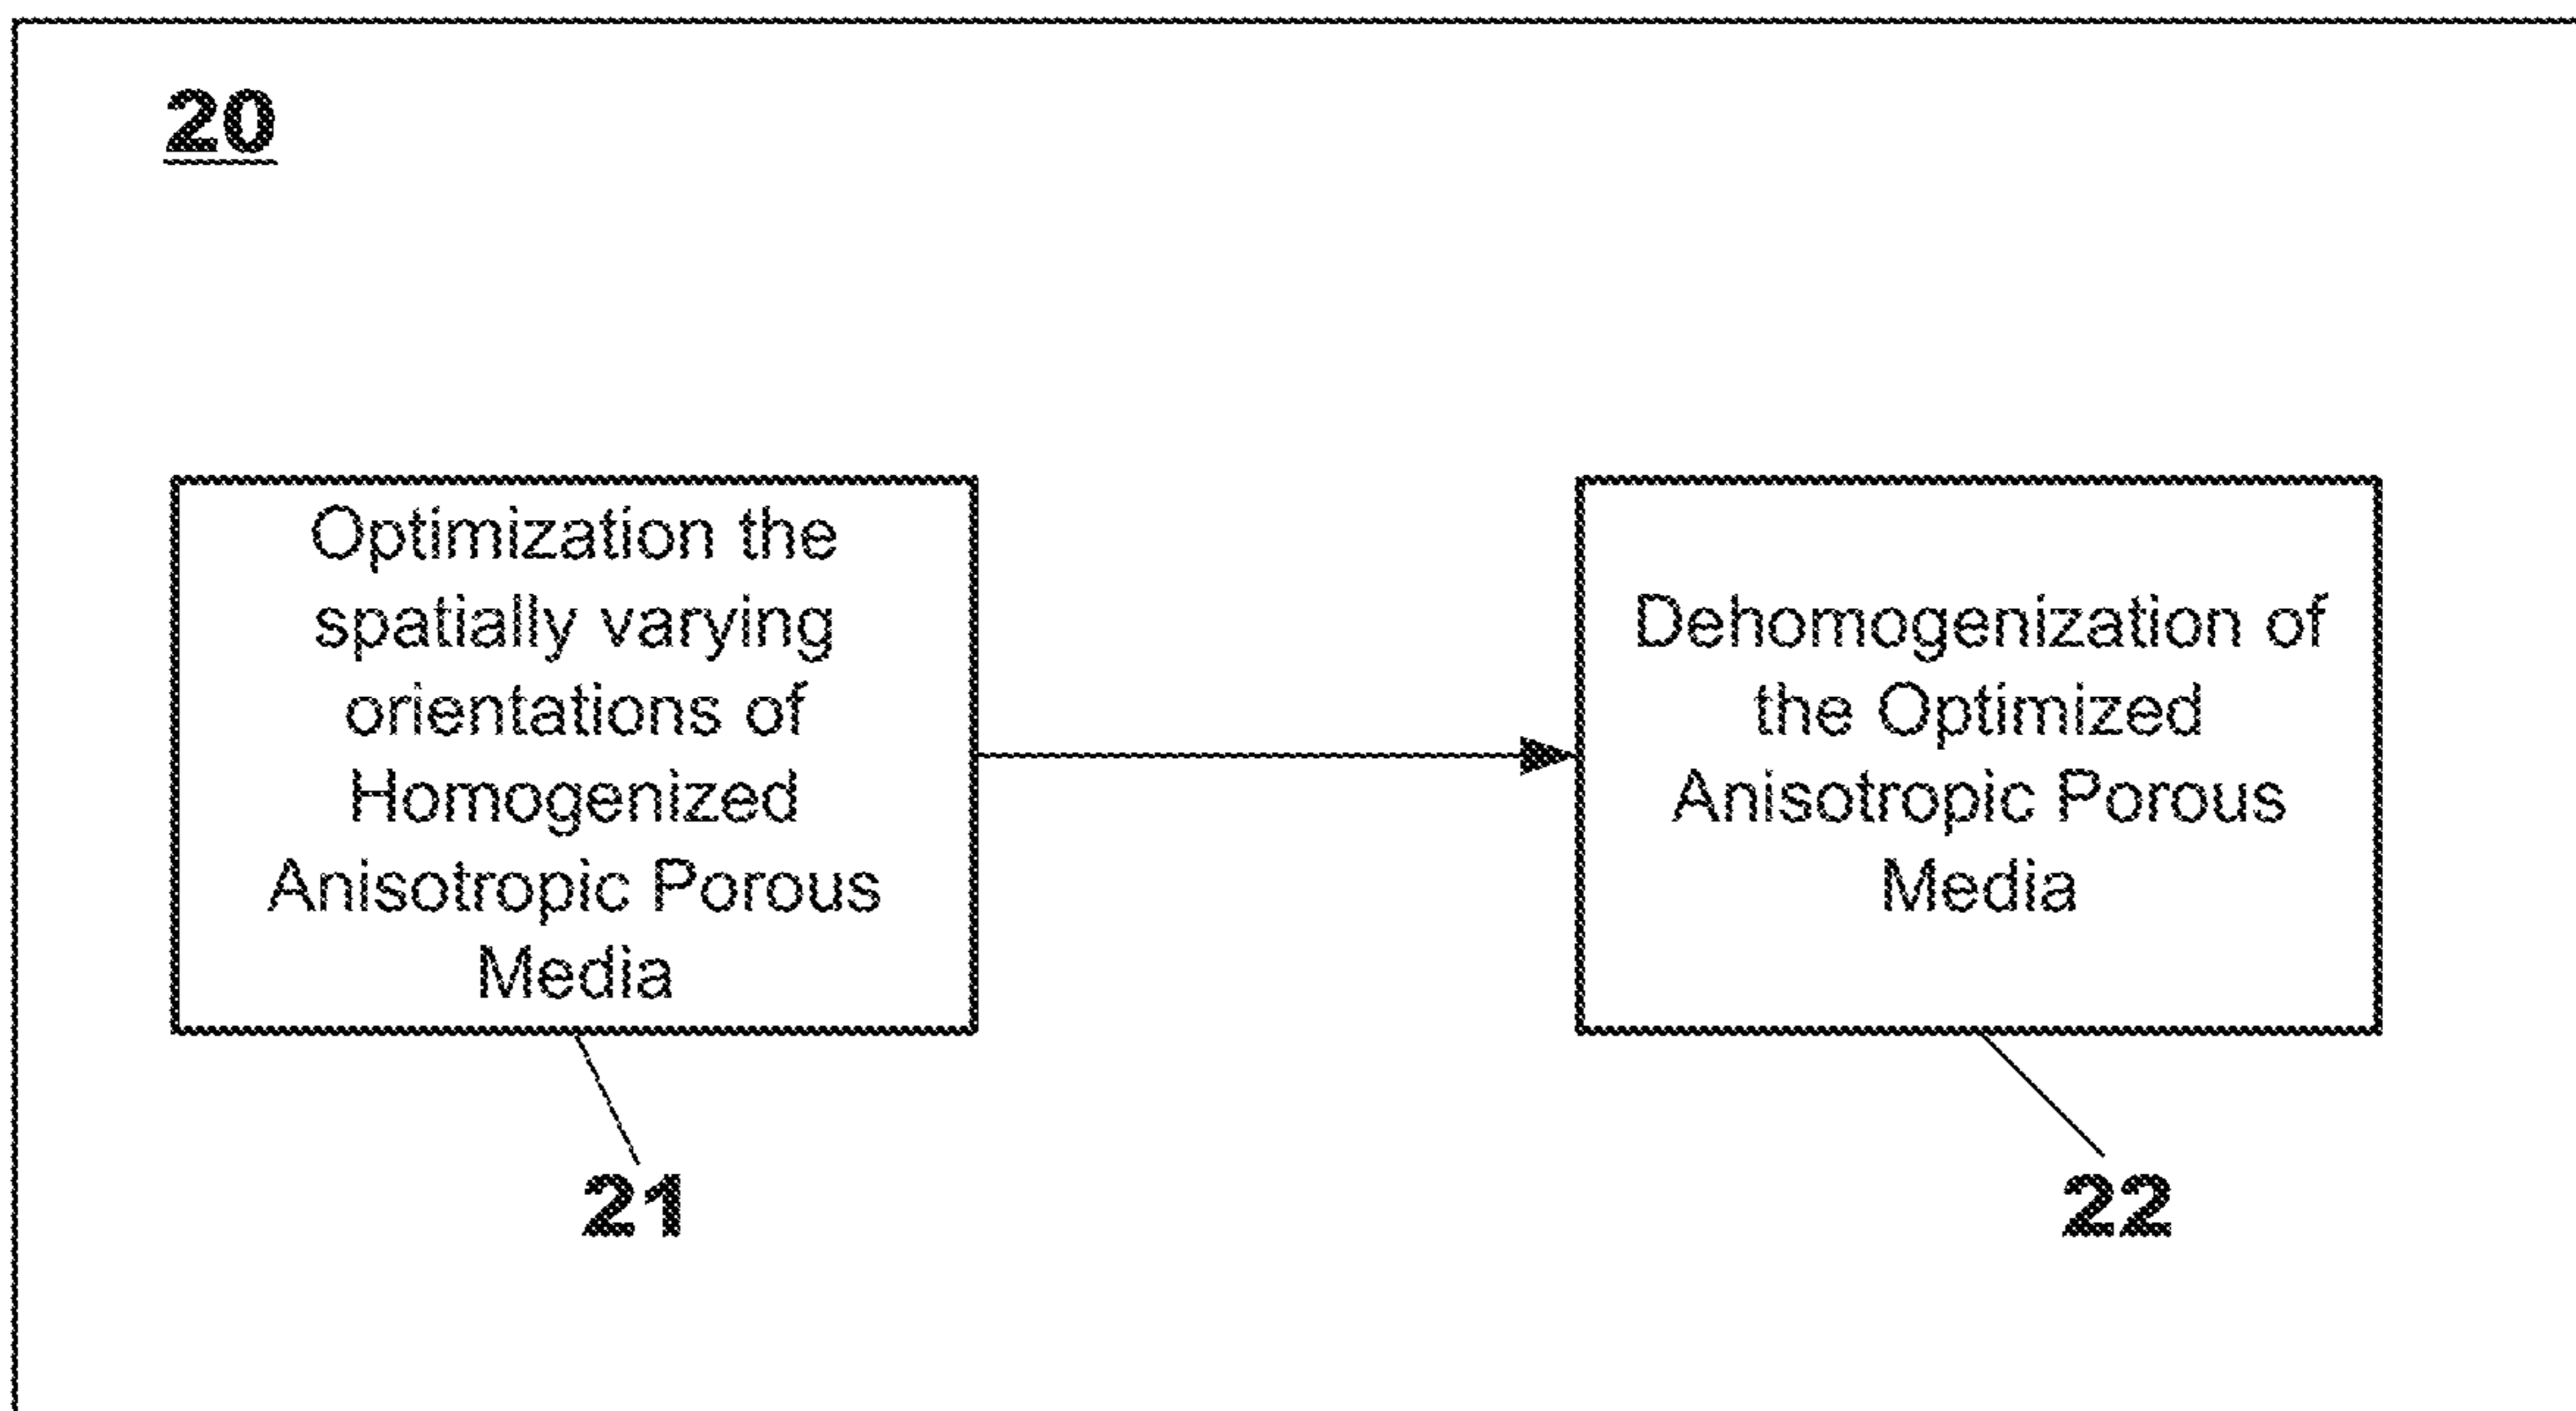 20
Optimization the
spatially varying
orientations of
Homogenized
Anisotropic Porous
Media
Dehomogenization of
the Optimized
Anisotropic Porous
Media
21
22